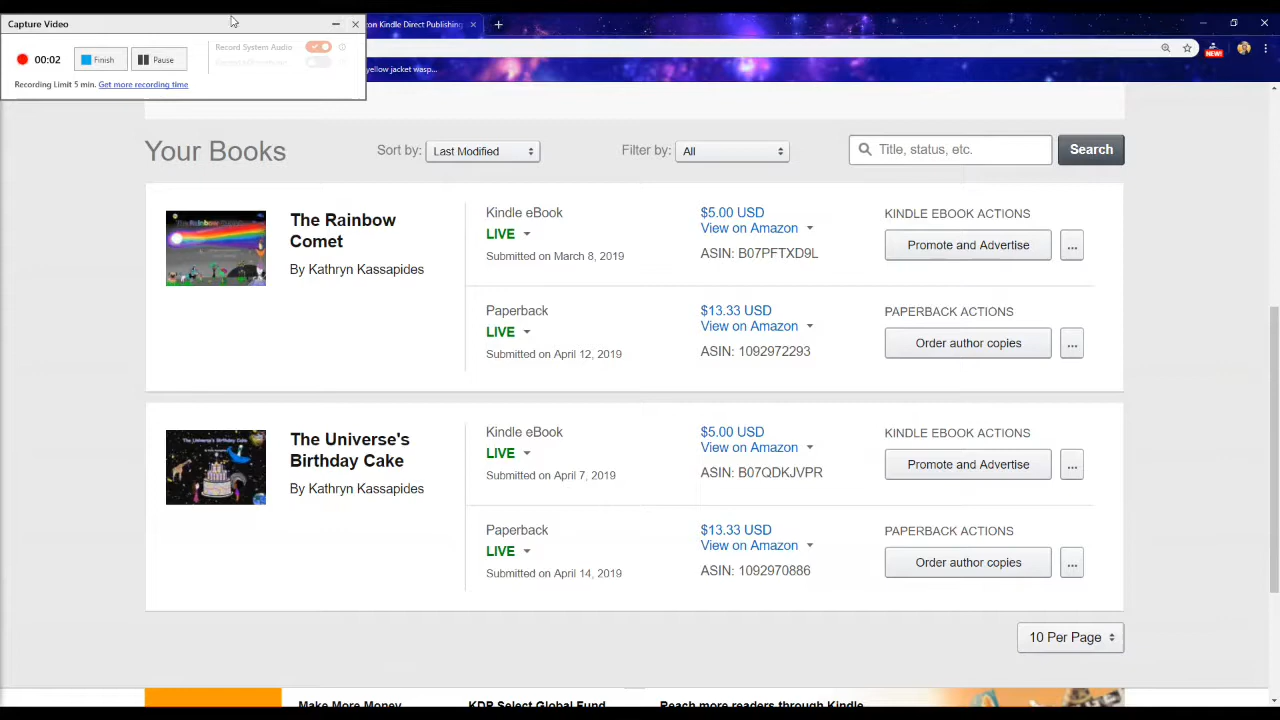 Capture Video
zon Kindle Direct Publishing
00:02
Finish
Pause
Record System Audio
Recording Limit 5 min. Get more recording time
yellow jacket wasp...
NEW!
Your Books
Sort by:
Last Modified
Filter by:
All
Title, status, etc.
Search
The Rainbow
Comet
By Kathryn Kassapides
Kindle eBook
LIVE
Submitted on March 8, 2019
$5.00 USD
View on Amazon
ASIN: B07PFTXD9L
KINDLE EBOOK ACTIONS
Promote and Advertise
...
Paperback
LIVE
Submitted on April 12, 2019
$13.33 USD
View on Amazon
ASIN: 1092972293
PAPERBACK ACTIONS
Order author copies
...
The Universe's Birthday Cake
The Universe's
Birthday Cake
By Kathryn Kassapides
Kindle eBook
LIVE
Submitted on April 7, 2019
$5.00 USD
View on Amazon
ASIN: B07QDKJVPR
KINDLE EBOOK ACTIONS
Promote and Advertise
...
Paperback
LIVE
Submitted on April 14, 2019
$13.33 USD
View on Amazon
ASIN: 1092970886
PAPERBACK ACTIONS
Order author copies
...
10 Per Page
Make More Money
KDP Select Global Fund
Reach more readers through Kindle